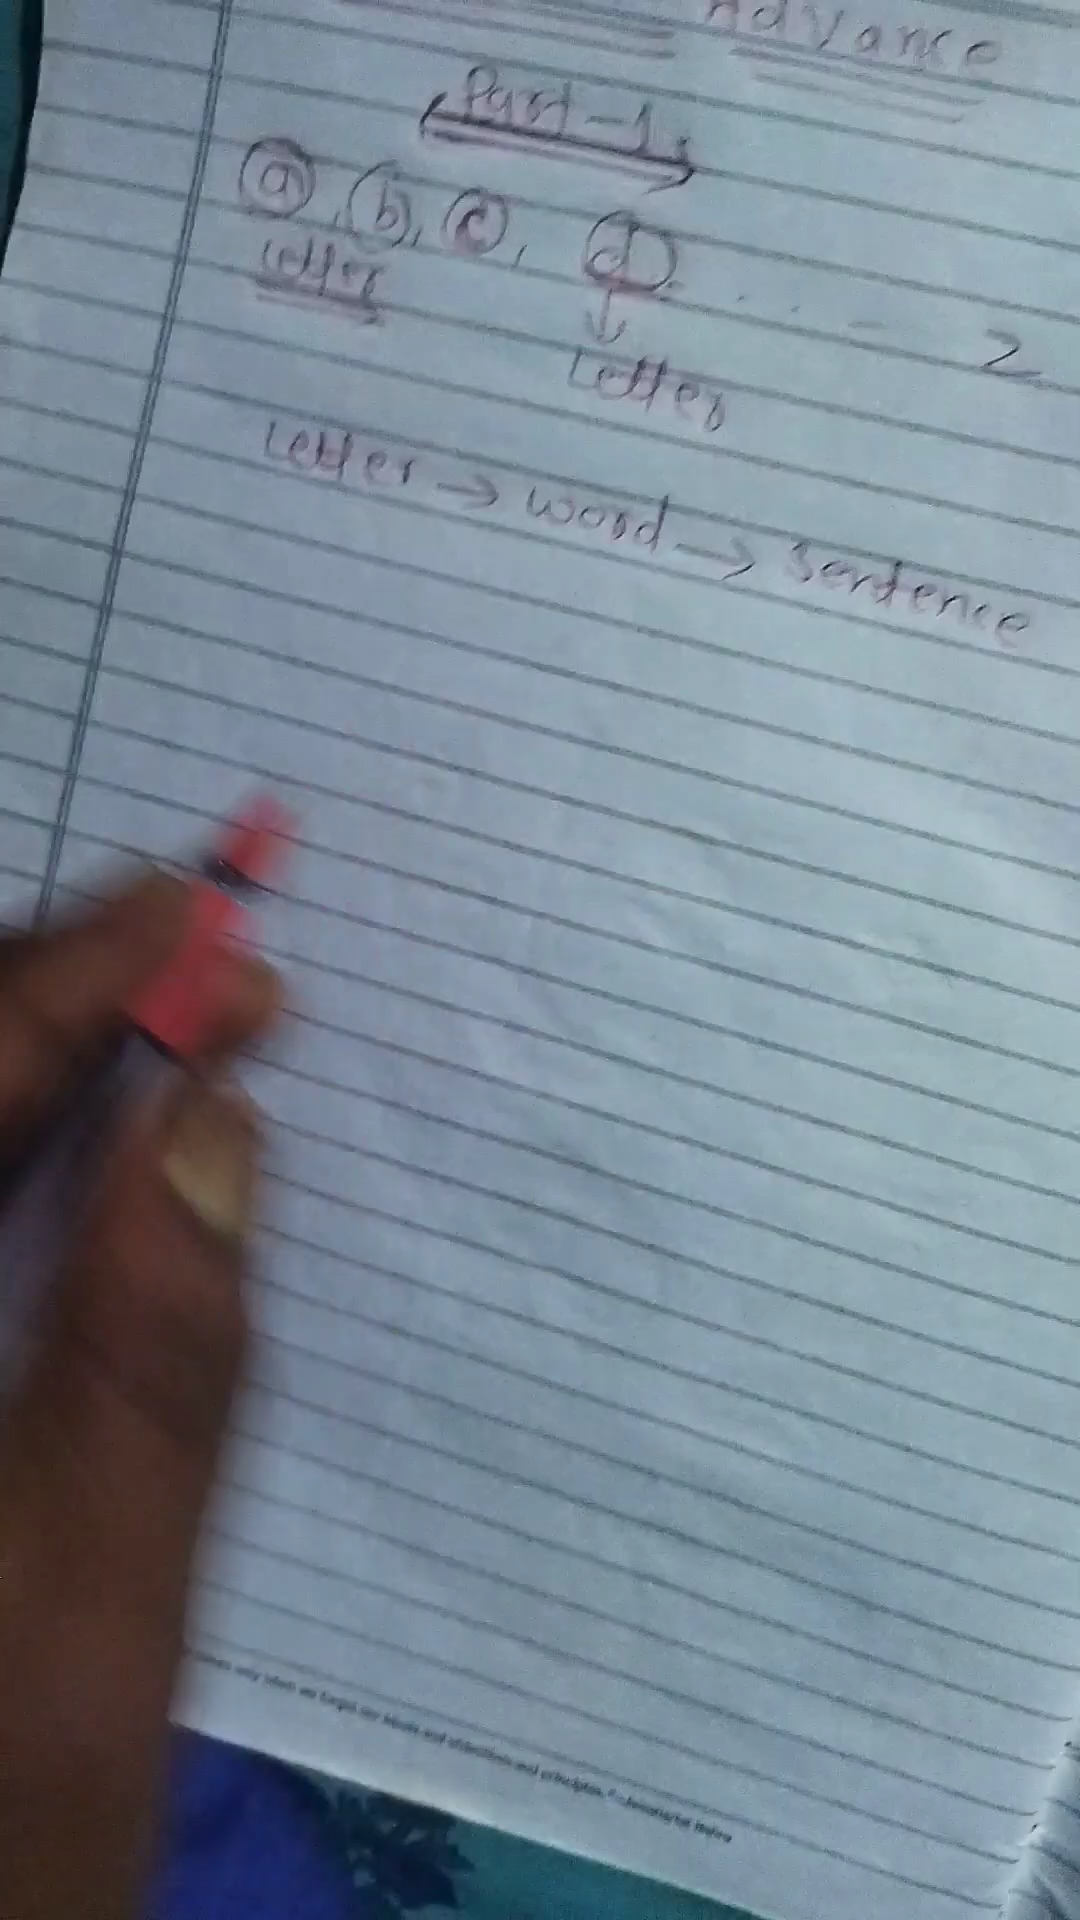 Advance
Part-1
a, b, c, d . . . - 2
Letter
Letter
Letter → word → sentence